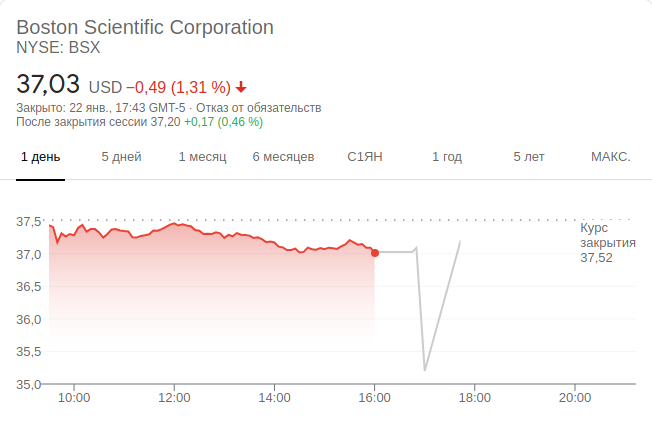 Boston Scientific Corporation
NYSE: BSX
37,03 USD −0,49 (1,31 %)
Закрыто: 22 янв., 17:43 GMT-5 · Отказ от обязательств
После закрытия сессии 37,20 +0,17 (0,46 %)
1 день 5 дней 1 месяц 6 месяцев С1ЯН 1 год 5 лет МАКС.
37,5
Курс
закрытия
37,52
37,0
36,5
36,0
35,5
35,0
10:00 12:00 14:00 16:00 18:00 20:00